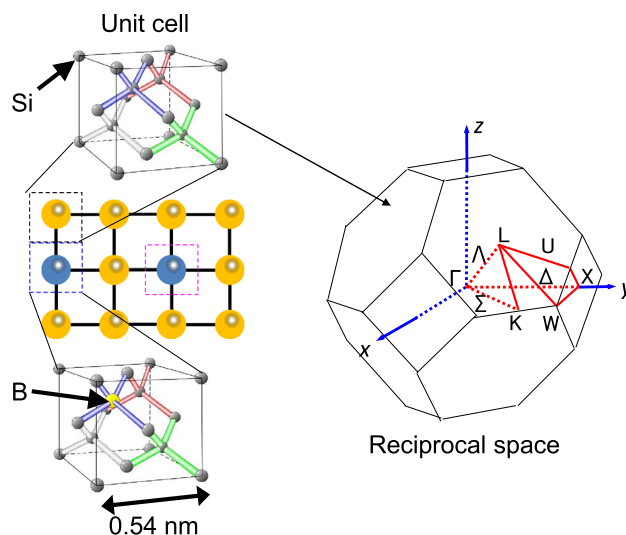 Unit cell
Si
B
0.54 nm
z
L
U
Λ
Γ
Δ
X
y
Σ
K
W
x
Reciprocal space